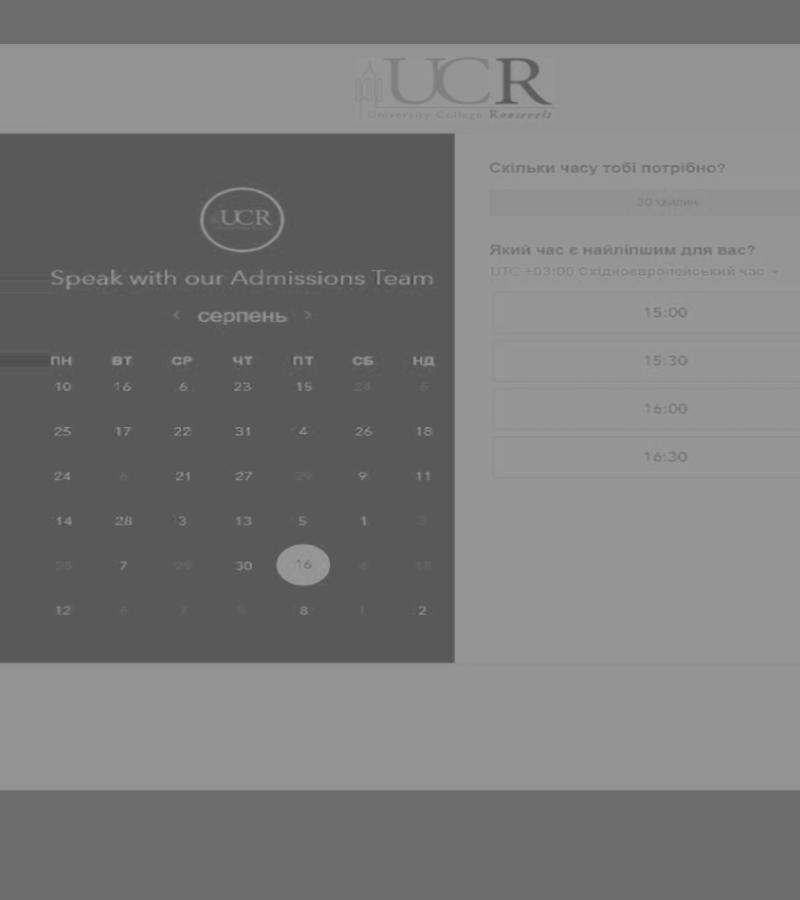 UCR
University College Roosevelt
UCR
Speak with our Admissions Team
< серпень >
ПН ВТ СР ЧТ ПТ СБ НД
10 16 6 23 15 24
25 17 22 31 4 26 18
24 6 21 27 29 9 11
14 28 3 13 5 1 3
25 7 29 30 16 4 18
12 6 7 8 1 2
Скільки часу тобі потрібно?
30 хвилин
Який час є найліпшим для вас?
UTC +03:00 Східноєвропейський час
15:00
15:30
16:00
16:30